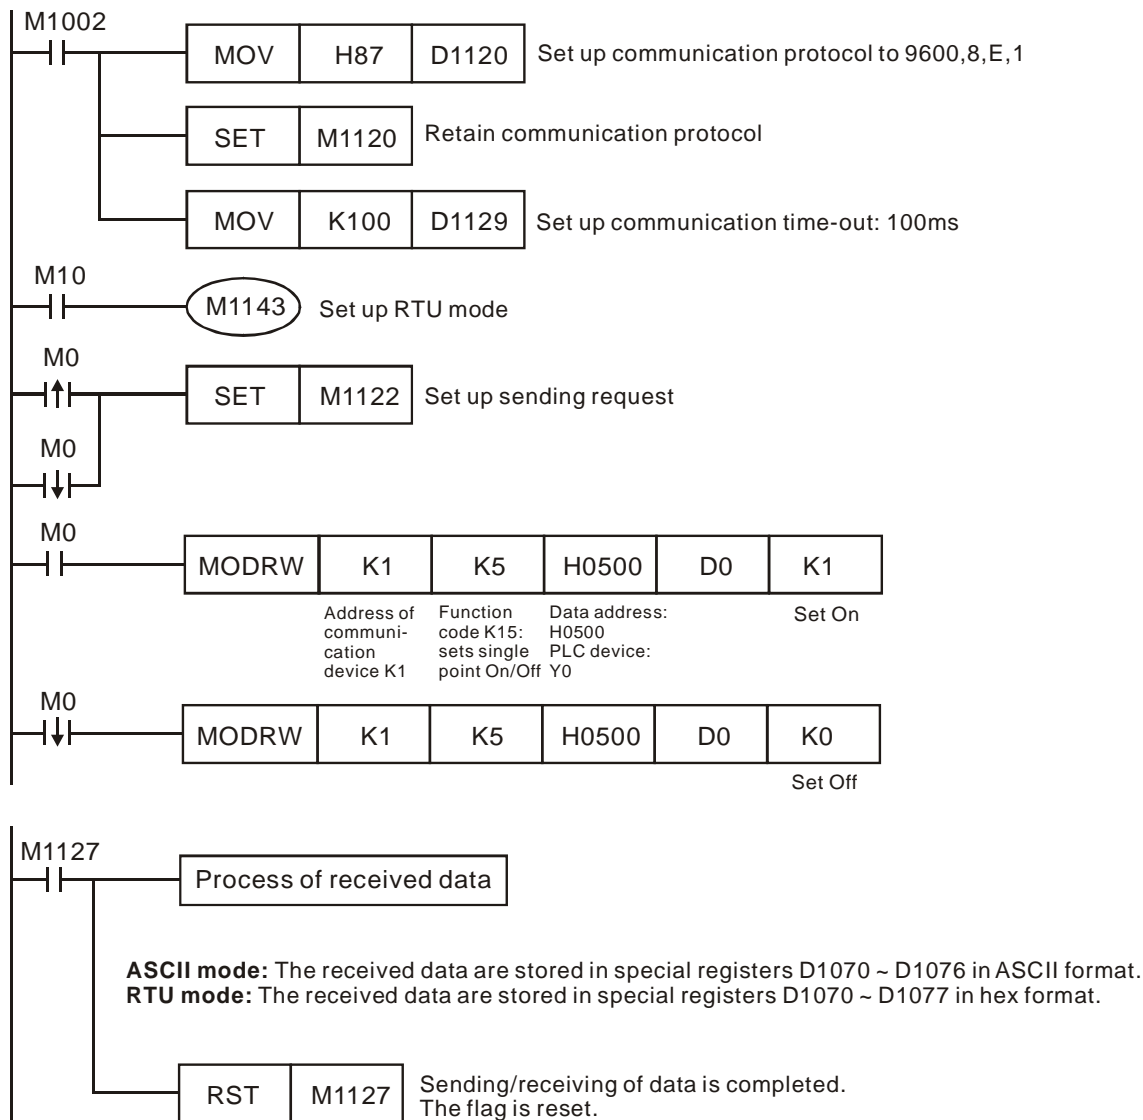 M1002
MOV H87 D1120 Set up communication protocol to 9600,8,E,1
SET M1120 Retain communication protocol
MOV K100 D1129 Set up communication time-out: 100ms
M10
M1143 Set up RTU mode
M0
SET M1122 Set up sending request
M0
M0
MODRW K1 K5 H0500 D0 K1
Address of
communi-
cation
device K1
Function
code K15:
sets single
point On/Off
Data address:
H0500
PLC device:
Y0
Set On
M0
MODRW K1 K5 H0500 D0 K0
Set Off
M1127
Process of received data
ASCII mode: The received data are stored in special registers D1070 ~ D1076 in ASCII format.
RTU mode: The received data are stored in special registers D1070 ~ D1077 in hex format.
RST M1127 Sending/receiving of data is completed.
The flag is reset.